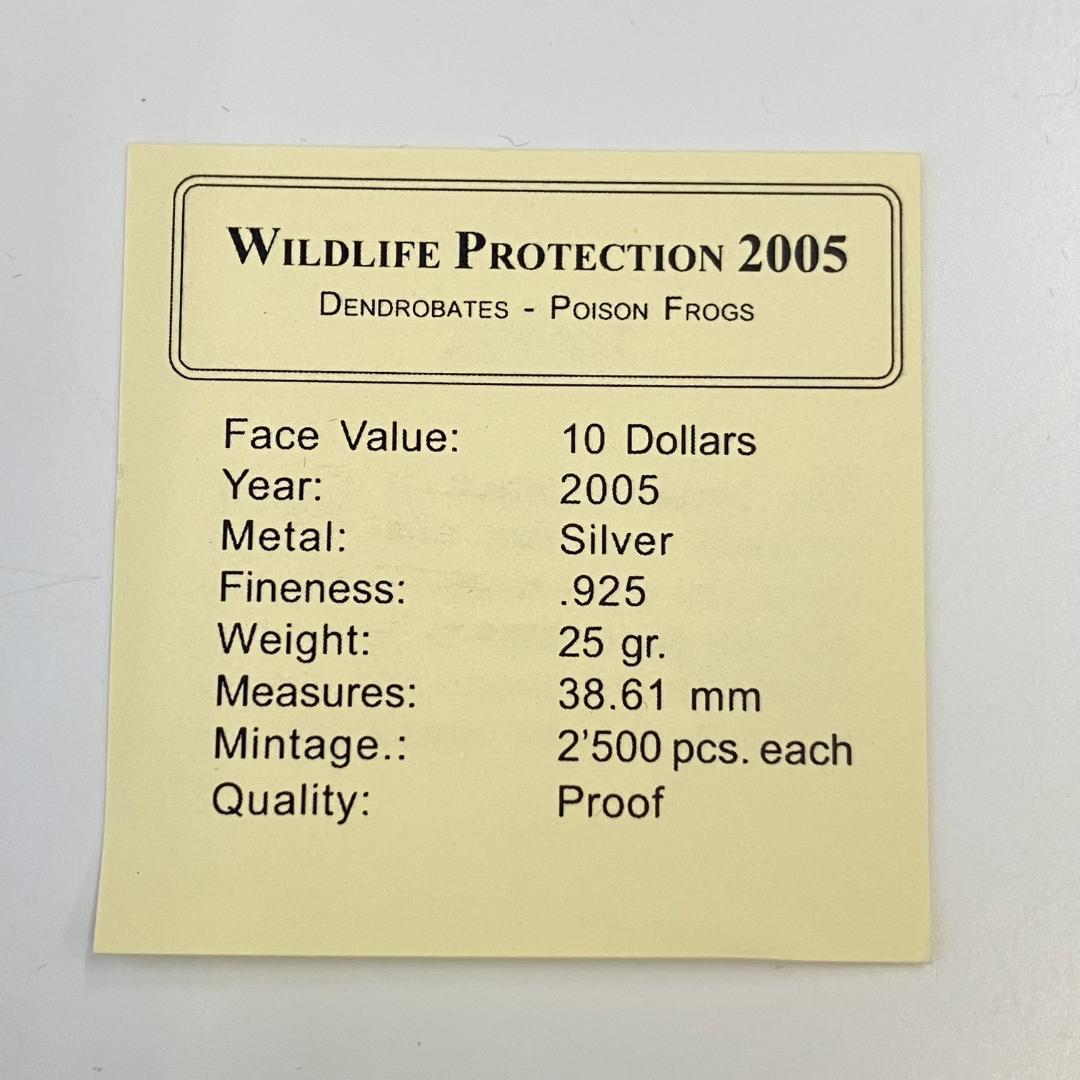 WILDLIFE PROTECTION 2005
DENDROBATES - POISON FROGS
Face Value: 10 Dollars
Year: 2005
Metal: Silver
Fineness: .925
Weight: 25 gr.
Measures: 38.61 mm
Mintage.: 2'500 pcs. each
Quality: Proof